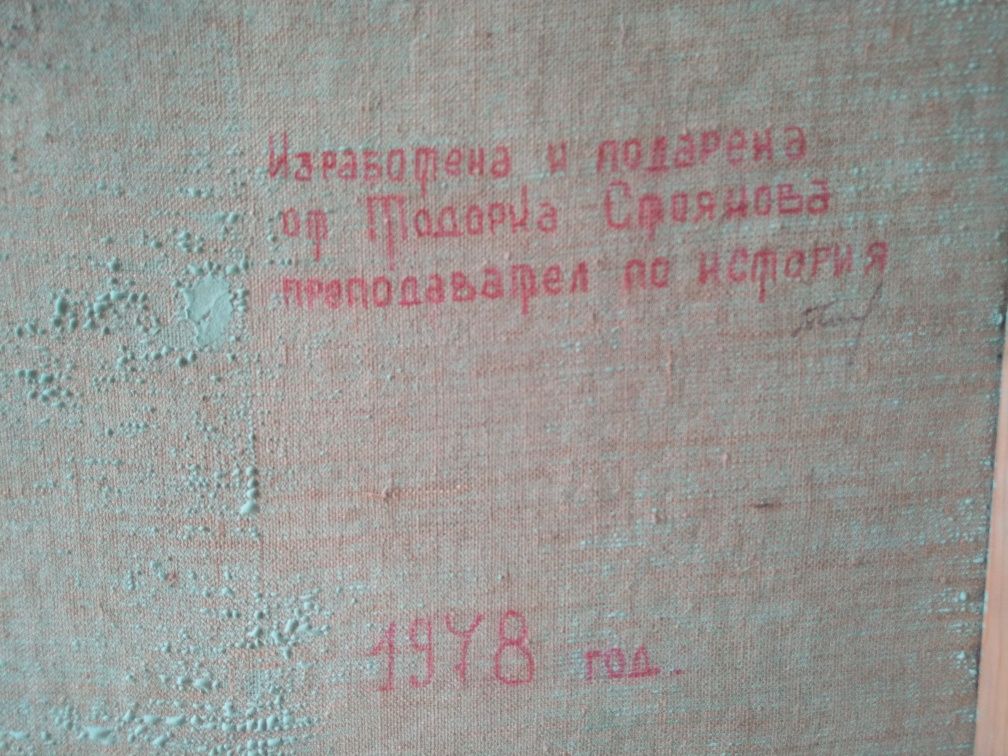 Изработена и подарена
от Тодорка Стоянова
преподавател по история
1978 год.